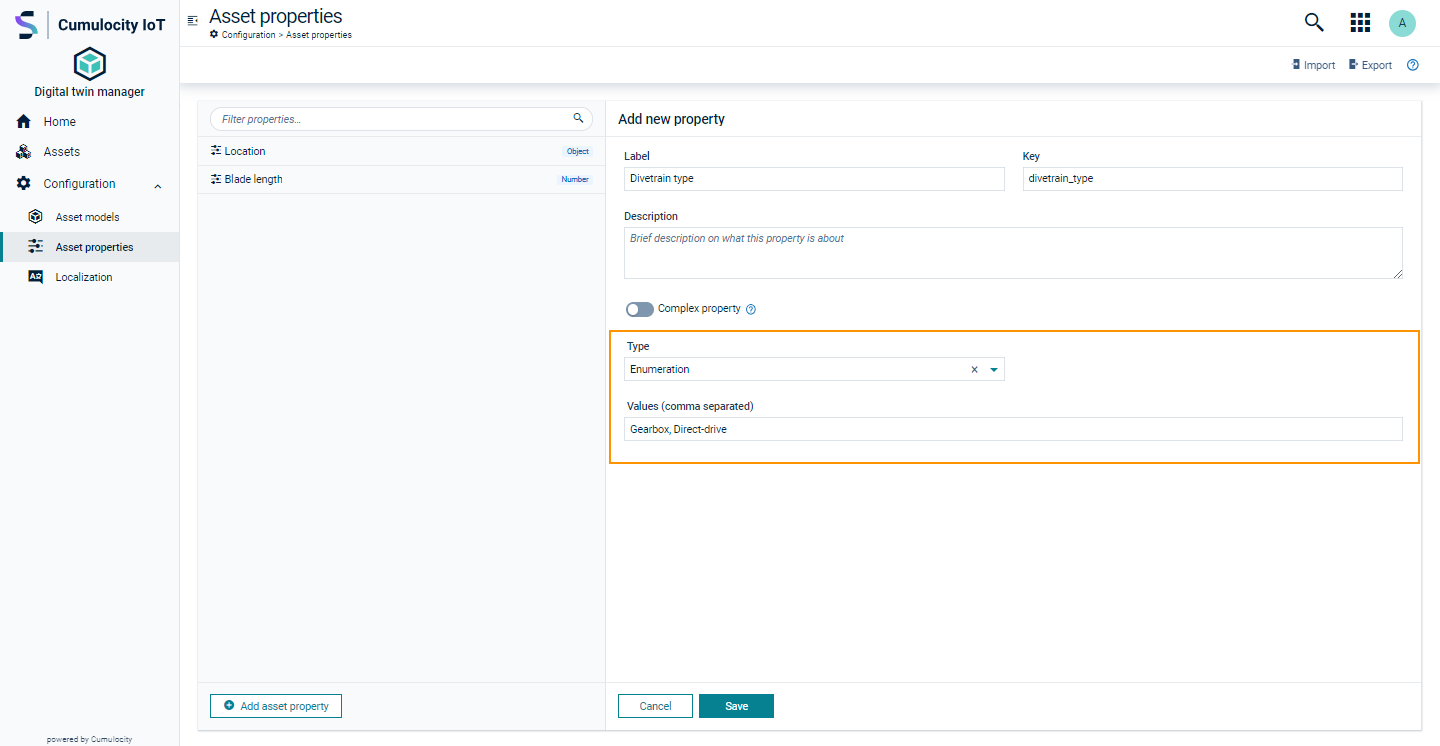 Cumulocity IoT
Digital twin manager
Home
Assets
Configuration
Asset models
Asset properties
Localization
powered by Cumulocity
Asset properties
Configuration > Asset properties
A
Import
Export
Filter properties...
Location
Object
Blade length
Number
Add asset property
Add new property
Label
Key
Divetrain type
divetrain_type
Description
Brief description on what this property is about
Complex property
Type
Enumeration
Values (comma separated)
Gearbox, Direct-drive
Cancel
Save